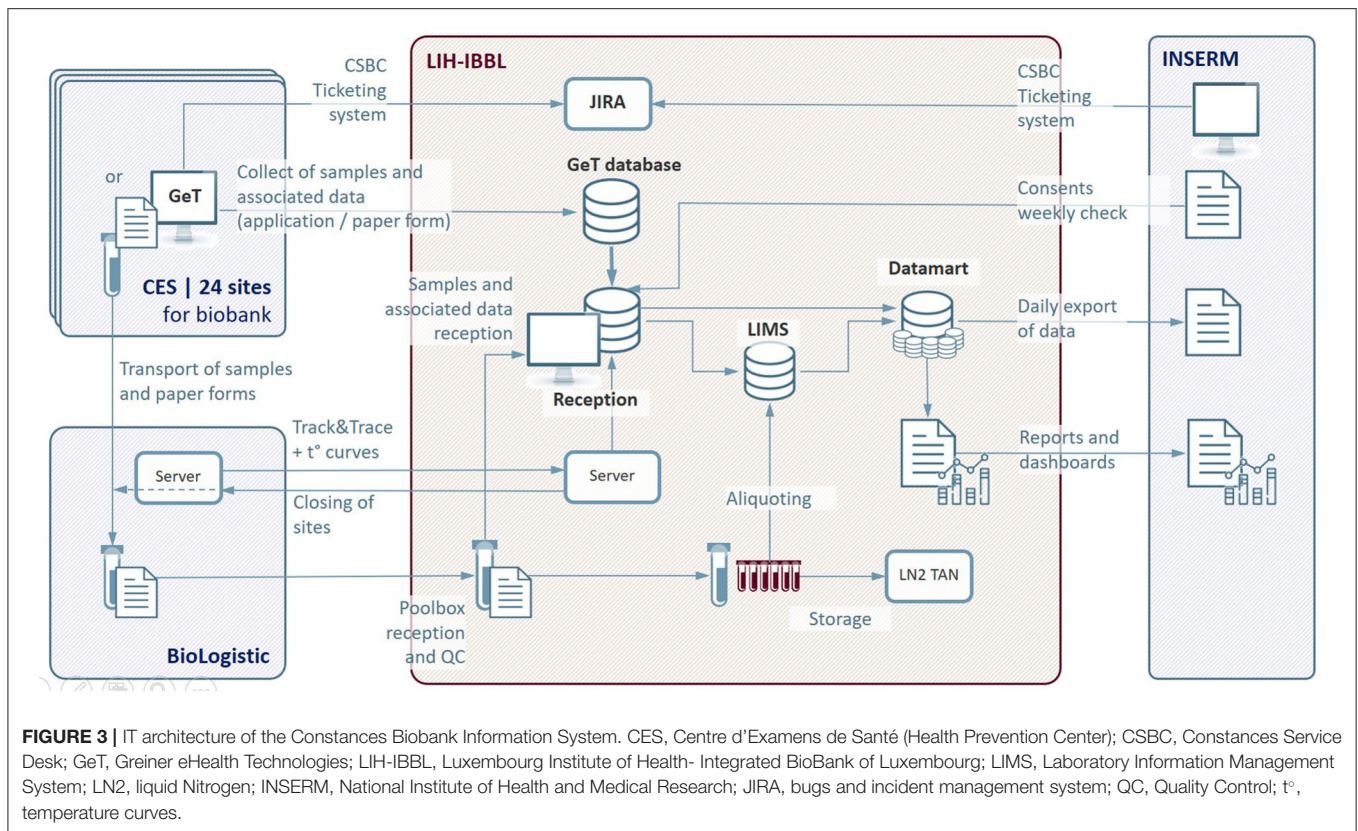 CSBC
Ticketing
system
LIH-IBBL
JIRA
CSBC
Ticketing
system
INSERM
or
GeT
Collect of samples and
associated data
(application / paper form)
GeT database
Consents
weekly check
CES | 24 sites
for biobank
Samples and
associated data
reception
Reception
LIMS
Datamart
Daily export
of data
Transport of samples
and paper forms
Track&Trace
+ t° curves
Server
Server
Closing of
sites
Aliquoting
Reports and
dashboards
Poolbox
reception
and QC
LN2 TAN
Storage
BioLogistic
FIGURE 3 | IT architecture of the Constances Biobank Information System. CES, Centre d'Examens de Santé (Health Prevention Center); CSBC, Constances Service
Desk; GeT, Greiner eHealth Technologies; LIH-IBBL, Luxembourg Institute of Health- Integrated BioBank of Luxembourg; LIMS, Laboratory Information Management
System; LN2, liquid Nitrogen; INSERM, National Institute of Health and Medical Research; JIRA, bugs and incident management system; QC, Quality Control; t°,
temperature curves.